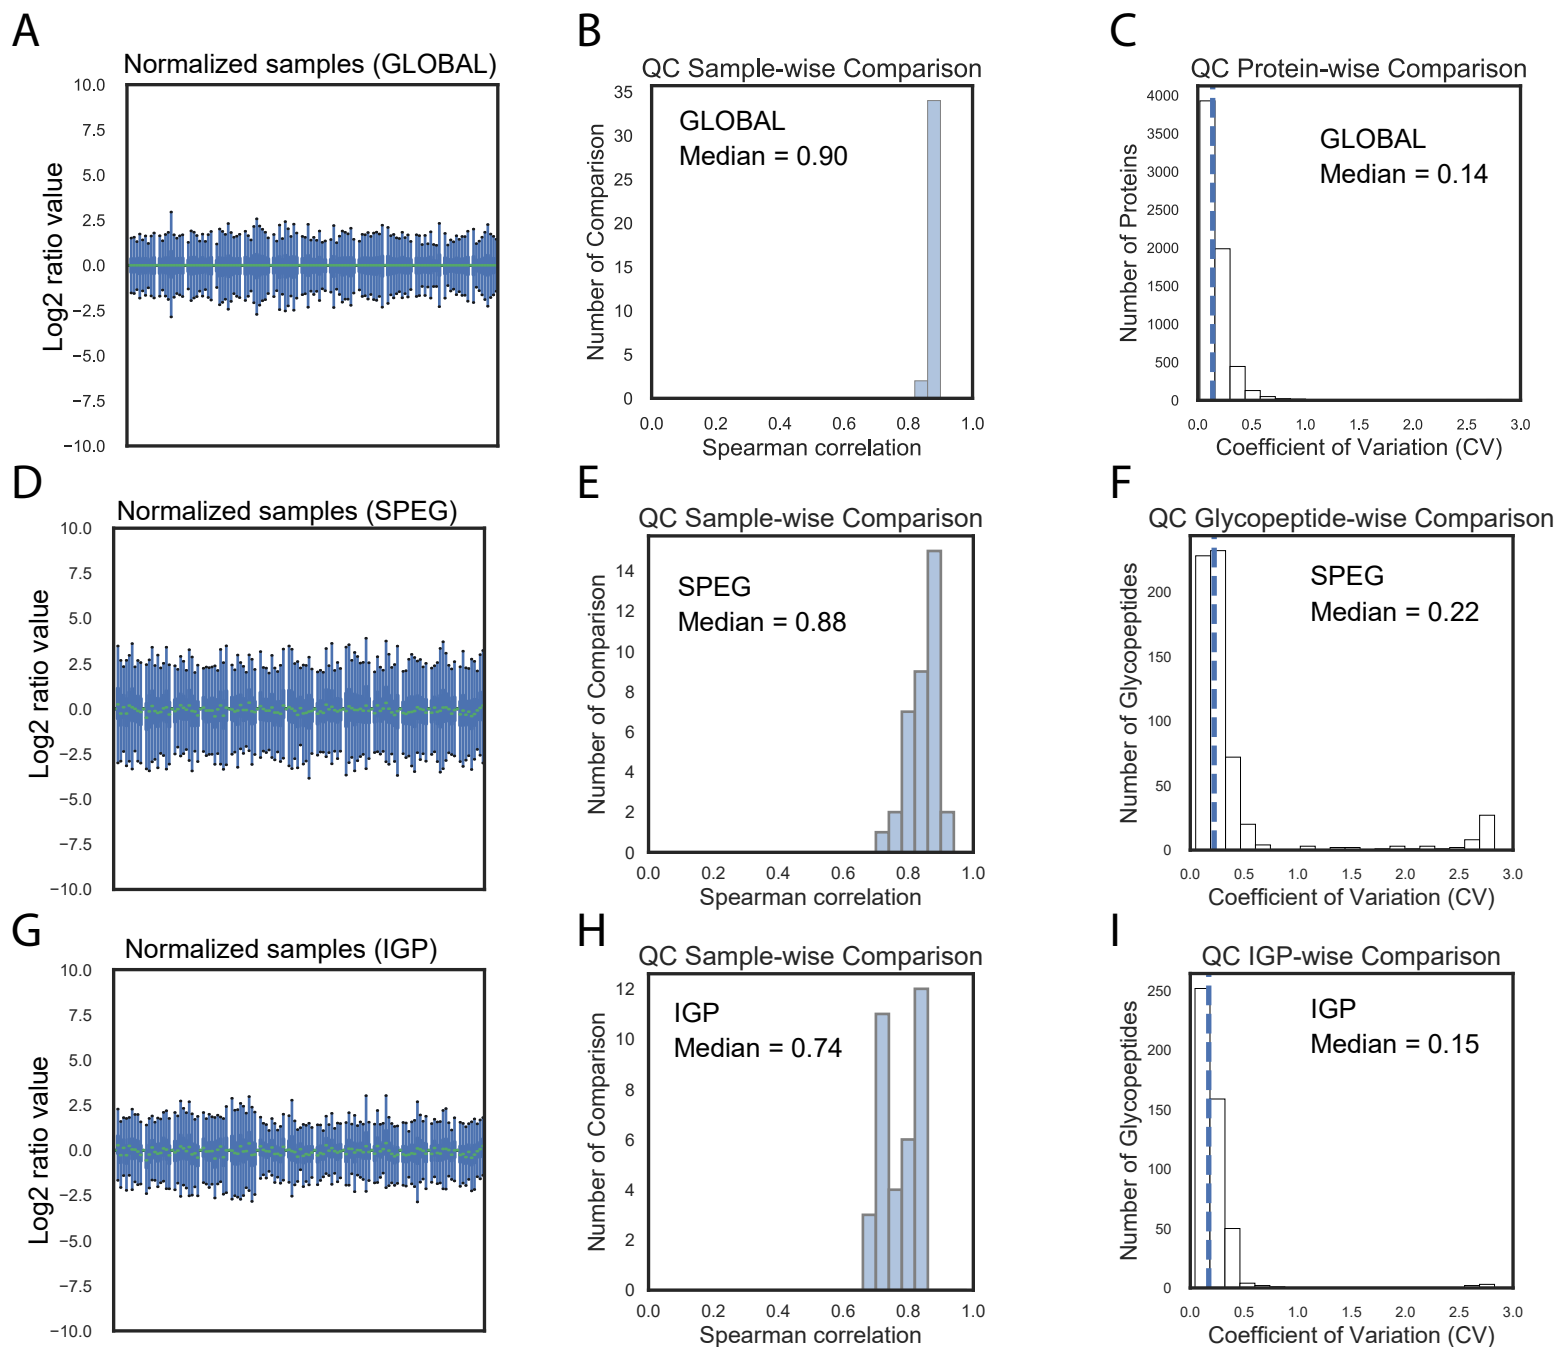 A
Normalized samples (GLOBAL)
Log2 ratio value
10.0
7.5
5.0
2.5
0.0
−2.5
−5.0
−7.5
−10.0
B
QC Sample-wise Comparison
GLOBAL
Median = 0.90
Number of Comparison
35
30
25
20
15
10
5
0
0.0 0.2 0.4 0.6 0.8 1.0
Spearman correlation
C
QC Protein-wise Comparison
GLOBAL
Median = 0.14
Number of Proteins
4000
3500
3000
2500
2000
1500
1000
500
0
0.0 0.5 1.0 1.5 2.0 2.5 3.0
Coefficient of Variation (CV)
D
Normalized samples (SPEG)
Log2 ratio value
10.0
7.5
5.0
2.5
0.0
−2.5
−5.0
−7.5
−10.0
E
QC Sample-wise Comparison
SPEG
Median = 0.88
Number of Comparison
14
12
10
8
6
4
2
0
0.0 0.2 0.4 0.6 0.8 1.0
Spearman correlation
F
QC Glycopeptide-wise Comparison
SPEG
Median = 0.22
Number of Glycopeptides
200
150
100
50
0
0.0 0.5 1.0 1.5 2.0 2.5 3.0
Coefficient of Variation (CV)
G
Normalized samples (IGP)
Log2 ratio value
10.0
7.5
5.0
2.5
0.0
−2.5
−5.0
−7.5
−10.0
H
QC Sample-wise Comparison
IGP
Median = 0.74
Number of Comparison
12
10
8
6
4
2
0
0.0 0.2 0.4 0.6 0.8 1.0
Spearman correlation
I
QC IGP-wise Comparison
IGP
Median = 0.15
Number of Glycopeptides
250
200
150
100
50
0
0.0 0.5 1.0 1.5 2.0 2.5 3.0
Coefficient of Variation (CV)